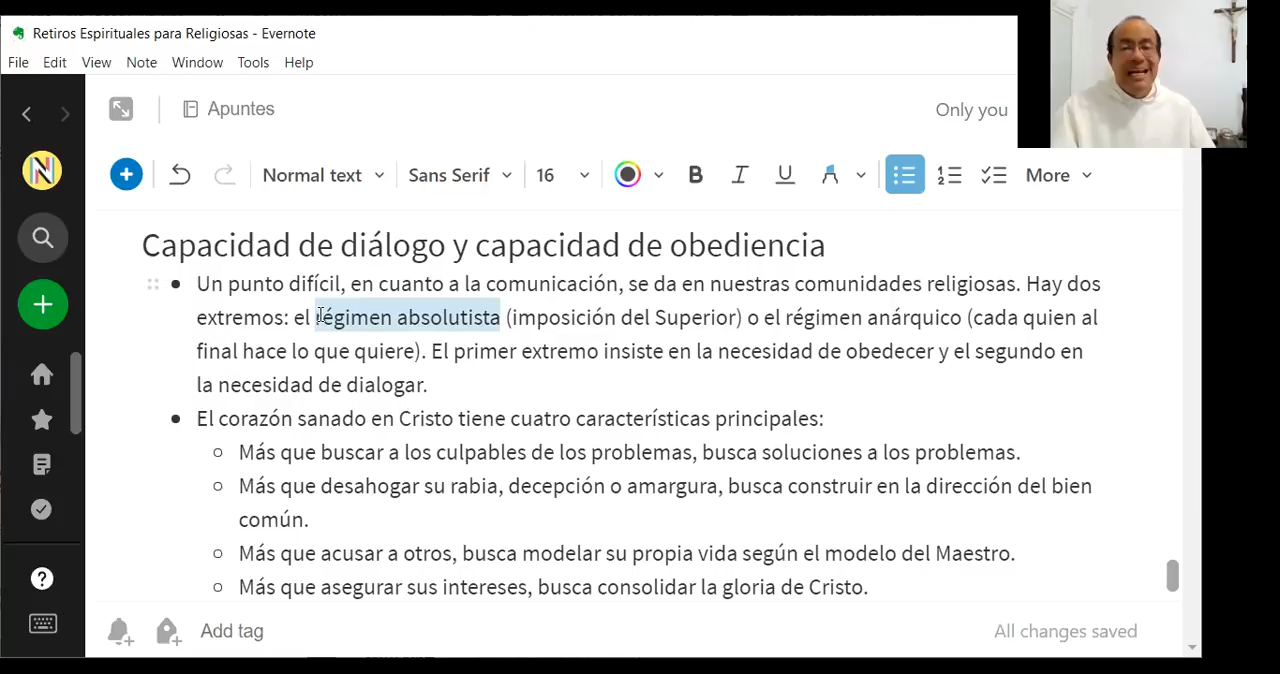 Retiros Espirituales para Religiosas - Evernote
File Edit View Note Window Tools Help
Apuntes Only you
Normal text Sans Serif 16 B I U More
N
Capacidad de diálogo y capacidad de obediencia
Un punto difícil, en cuanto a la comunicación, se da en nuestras comunidades religiosas. Hay dos
extremos: el régimen absolutista (imposición del Superior) o el régimen anárquico (cada quien al
final hace lo que quiere). El primer extremo insiste en la necesidad de obedecer y el segundo en
la necesidad de dialogar.
El corazón sanado en Cristo tiene cuatro características principales:
Más que buscar a los culpables de los problemas, busca soluciones a los problemas.
Más que desahogar su rabia, decepción o amargura, busca construir en la dirección del bien
común.
Más que acusar a otros, busca modelar su propia vida según el modelo del Maestro.
Más que asegurar sus intereses, busca consolidar la gloria de Cristo.
Add tag All changes saved